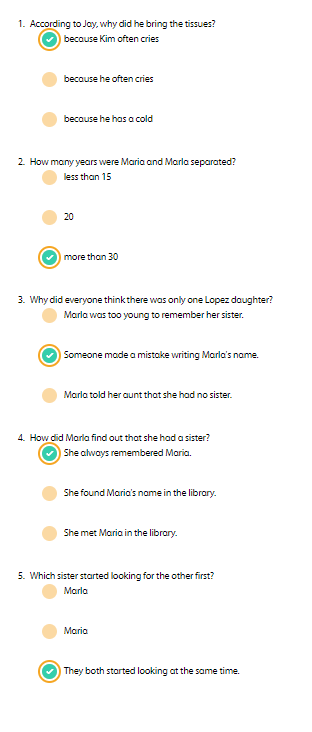 1. According to Jay, why did he bring the tissues?
because Kim often cries
because he often cries
because he has a cold
2. How many years were Maria and Marla separated?
less than 15
20
more than 30
3. Why did everyone think there was only one Lopez daughter?
Marla was too young to remember her sister.
Someone made a mistake writing Marla's name.
Marla told her aunt that she had no sister.
4. How did Marla find out that she had a sister?
She always remembered Maria.
She found Maria's name in the library.
She met Maria in the library.
5. Which sister started looking for the other first?
Marla
Maria
They both started looking at the same time.